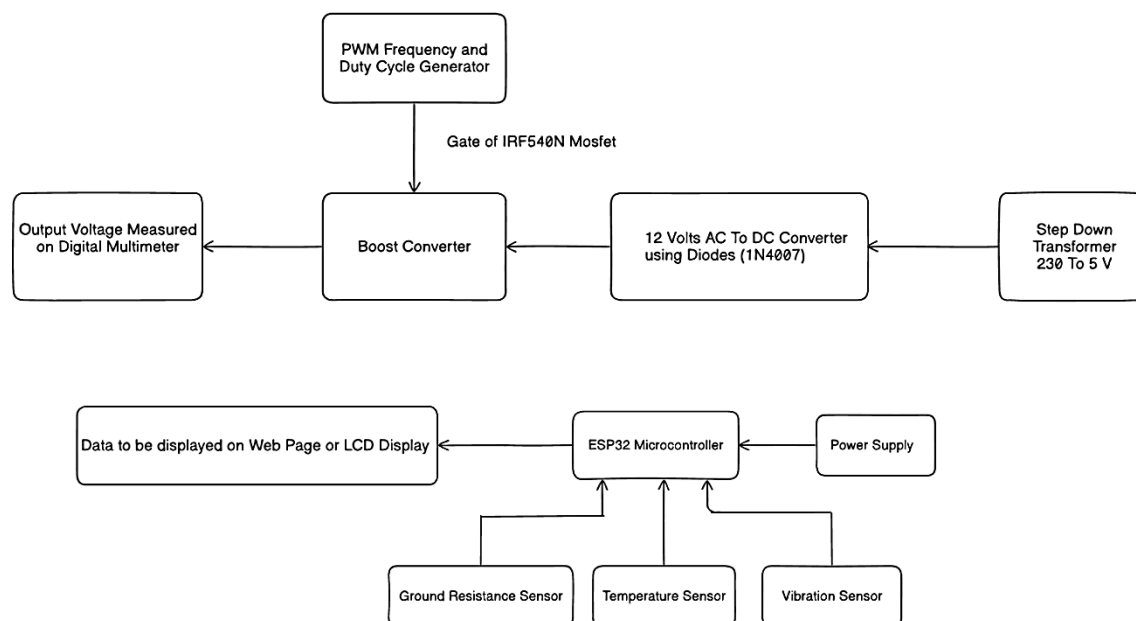 PWM Frequency and
Duty Cycle Generator
Gate of IRF540N Mosfet
Output Voltage Measured
on Digital Multimeter
Boost Converter
12 Volts AC To DC Converter
using Diodes (1N4007)
Step Down
Transformer
230 To 5 V
Data to be displayed on Web Page or LCD Display
ESP32 Microcontroller
Power Supply
Ground Resistance Sensor
Temperature Sensor
Vibration Sensor